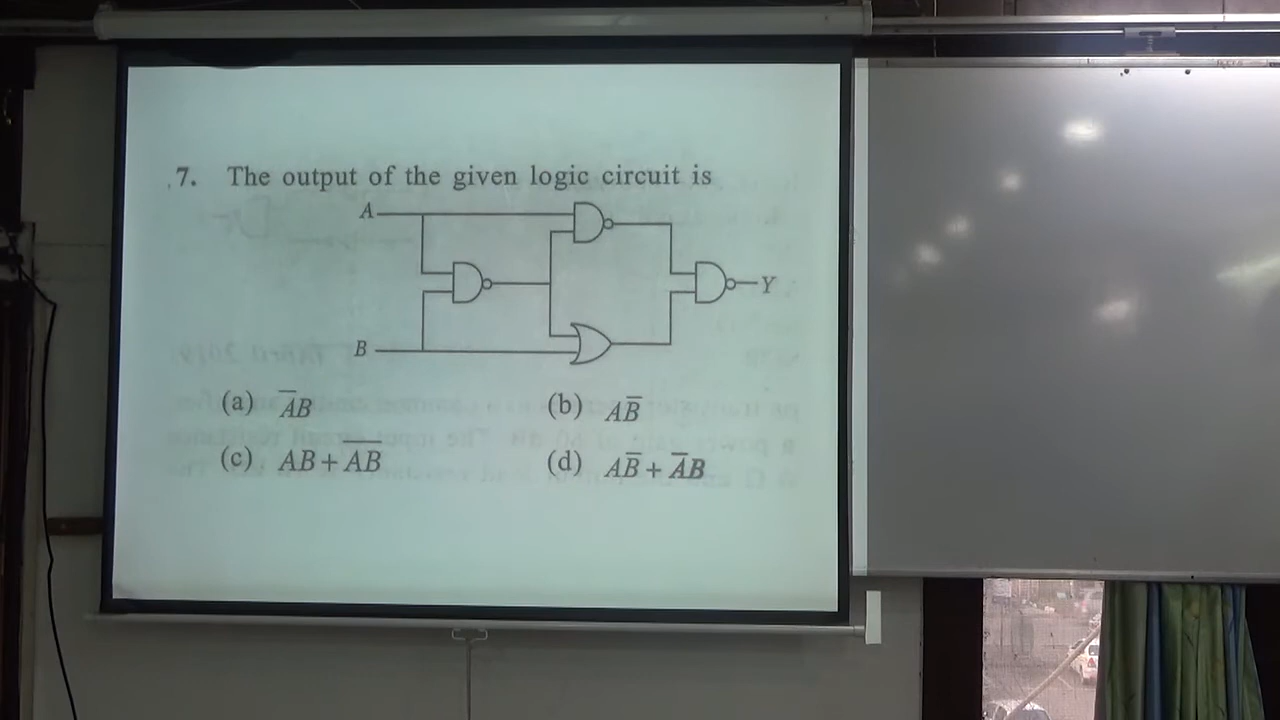 7. The output of the given logic circuit is
A
B
Y
(a) A̅B
(b) AB̅
(c) AB + A̅B̅
(d) AB̅ + A̅B